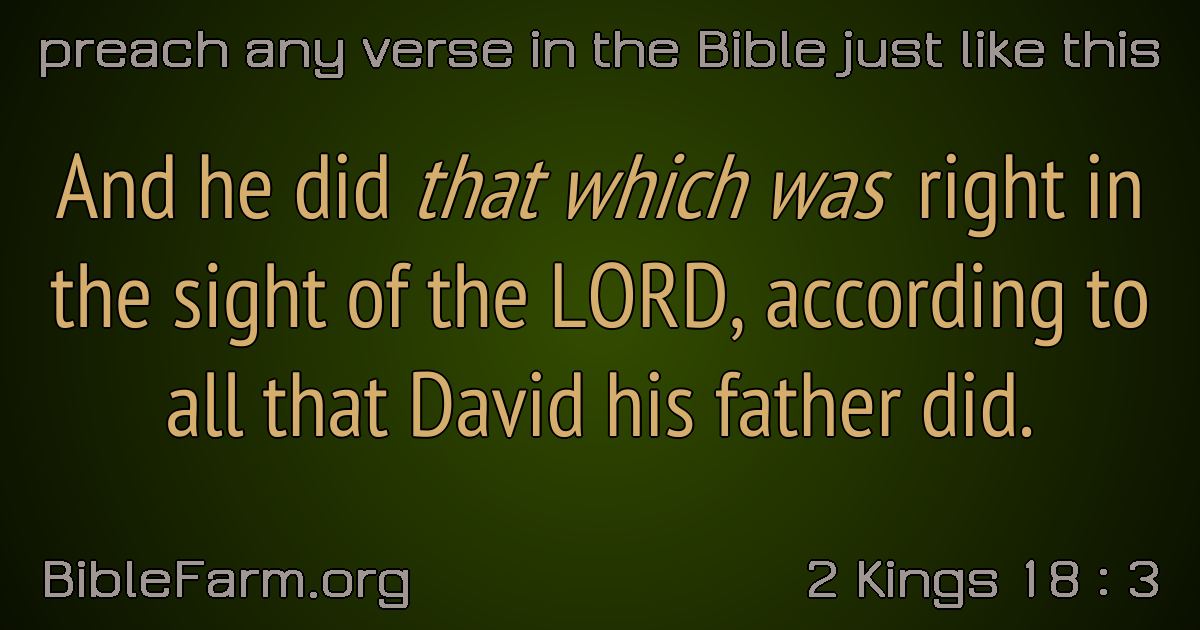 preach any verse in the Bible just like this
And he did that which was right in
the sight of the LORD, according to
all that David his father did.
BibleFarm.org
2 Kings 18 : 3